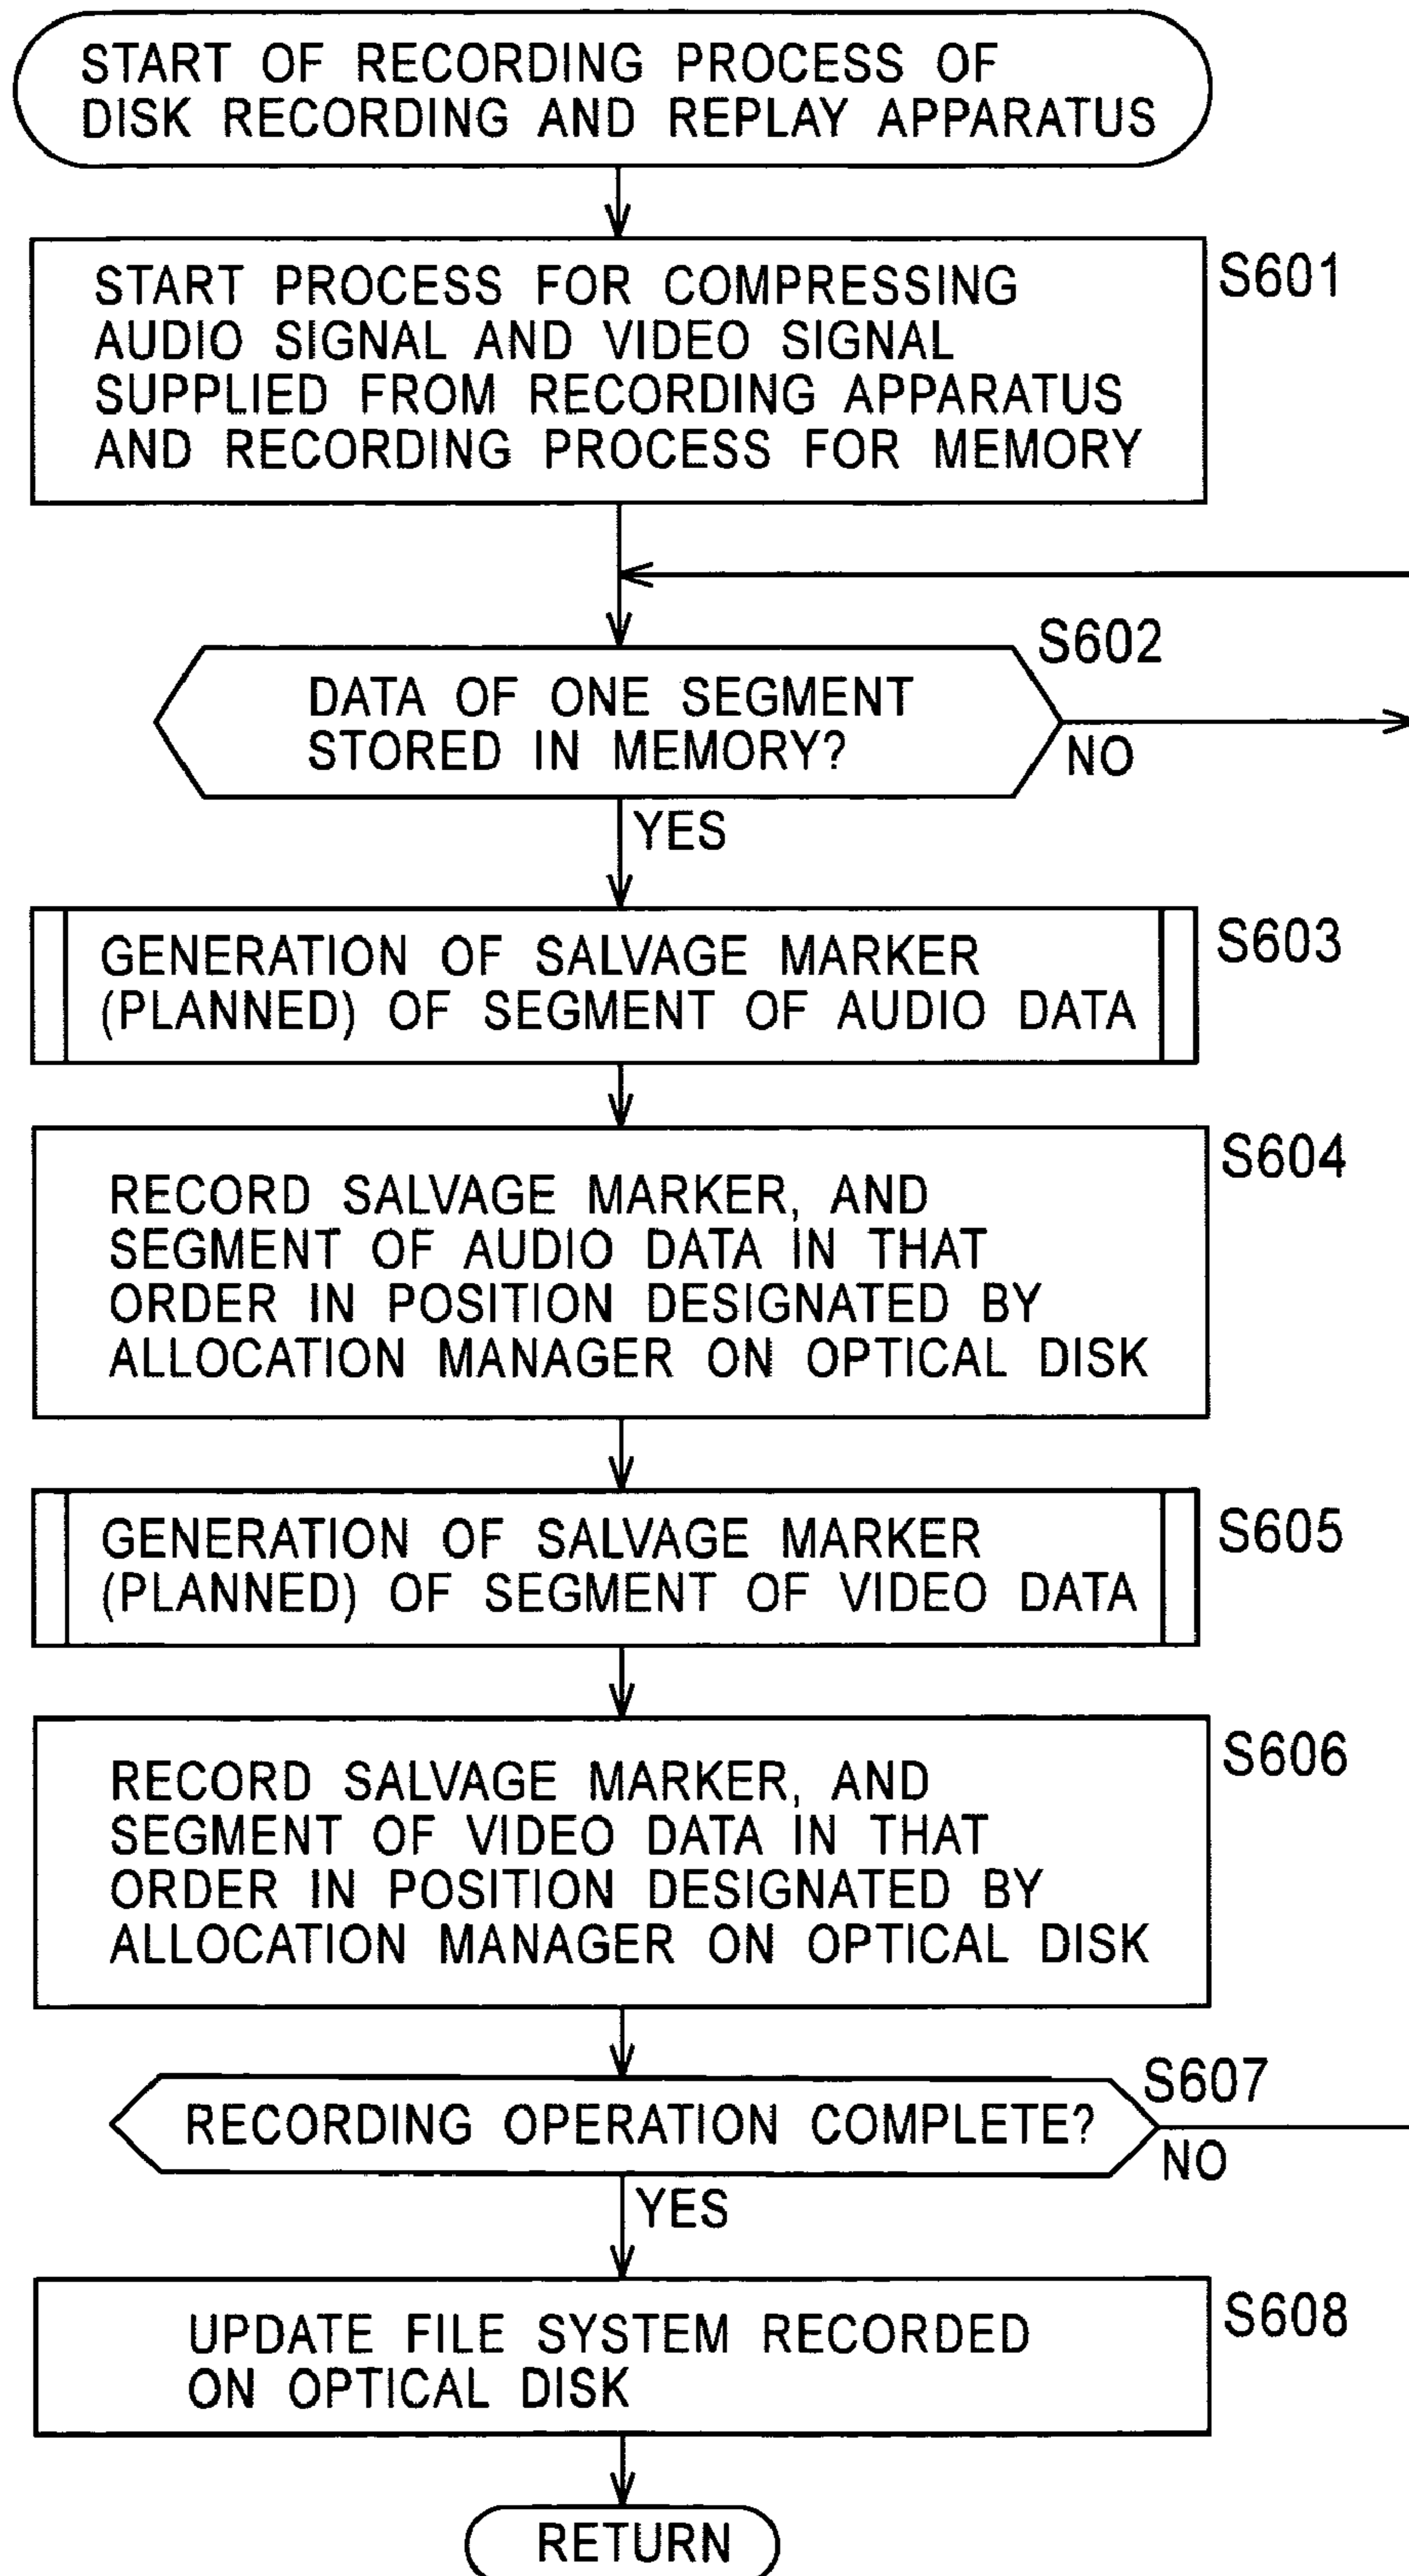 START OF RECORDING PROCESS OF
DISK RECORDING AND REPLAY APPARATUS
S601
START PROCESS FOR COMPRESSING
AUDIO SIGNAL AND VIDEO SIGNAL
SUPPLIED FROM RECORDING APPARATUS
AND RECORDING PROCESS FOR MEMORY
S602
DATA OF ONE SEGMENT
STORED IN MEMORY?
NO
YES
S603
GENERATION OF SALVAGE MARKER
(PLANNED) OF SEGMENT OF AUDIO DATA
S604
RECORD SALVAGE MARKER, AND
SEGMENT OF AUDIO DATA IN THAT
ORDER IN POSITION DESIGNATED BY
ALLOCATION MANAGER ON OPTICAL DISK
S605
GENERATION OF SALVAGE MARKER
(PLANNED) OF SEGMENT OF VIDEO DATA
S606
RECORD SALVAGE MARKER, AND
SEGMENT OF VIDEO DATA IN THAT
ORDER IN POSITION DESIGNATED BY
ALLOCATION MANAGER ON OPTICAL DISK
S607
RECORDING OPERATION COMPLETE?
NO
YES
S608
UPDATE FILE SYSTEM RECORDED
ON OPTICAL DISK
RETURN